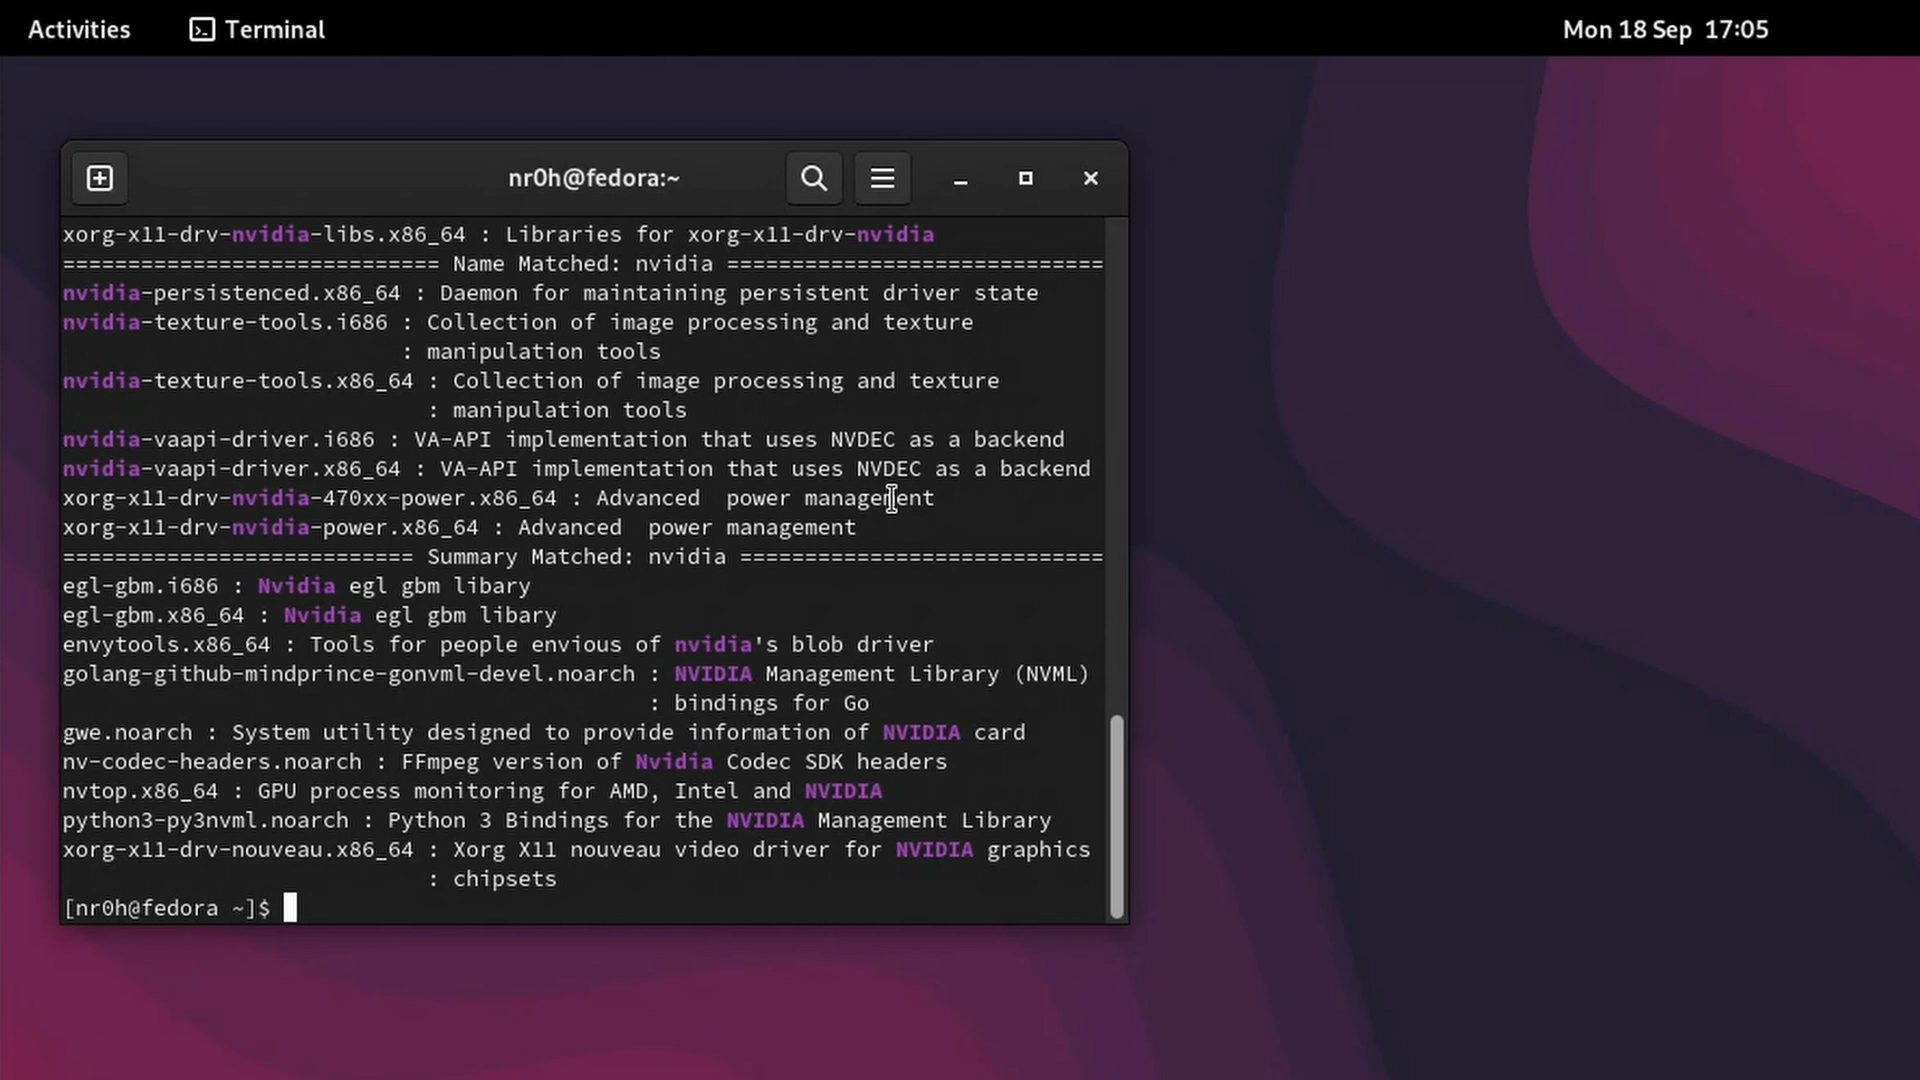 Activities
Terminal
Mon 18 Sep 17:05
nr0h@fedora:~
xorg-x11-drv-nvidia-libs.x86_64 : Libraries for xorg-x11-drv-nvidia
============================= Name Matched: nvidia =============================
nvidia-persistenced.x86_64 : Daemon for maintaining persistent driver state
nvidia-texture-tools.i686 : Collection of image processing and texture
: manipulation tools
nvidia-texture-tools.x86_64 : Collection of image processing and texture
: manipulation tools
nvidia-vaapi-driver.i686 : VA-API implementation that uses NVDEC as a backend
nvidia-vaapi-driver.x86_64 : VA-API implementation that uses NVDEC as a backend
xorg-x11-drv-nvidia-470xx-power.x86_64 : Advanced  power management
xorg-x11-drv-nvidia-power.x86_64 : Advanced  power management
=========================== Summary Matched: nvidia ============================
egl-gbm.i686 : Nvidia egl gbm libary
egl-gbm.x86_64 : Nvidia egl gbm libary
envytools.x86_64 : Tools for people envious of nvidia's blob driver
golang-github-mindprince-gonvml-devel.noarch : NVIDIA Management Library (NVML)
: bindings for Go
gwe.noarch : System utility designed to provide information of NVIDIA card
nv-codec-headers.noarch : FFmpeg version of Nvidia Codec SDK headers
nvtop.x86_64 : GPU process monitoring for AMD, Intel and NVIDIA
python3-py3nvml.noarch : Python 3 Bindings for the NVIDIA Management Library
xorg-x11-drv-nouveau.x86_64 : Xorg X11 nouveau video driver for NVIDIA graphics
: chipsets
[nr0h@fedora ~]$